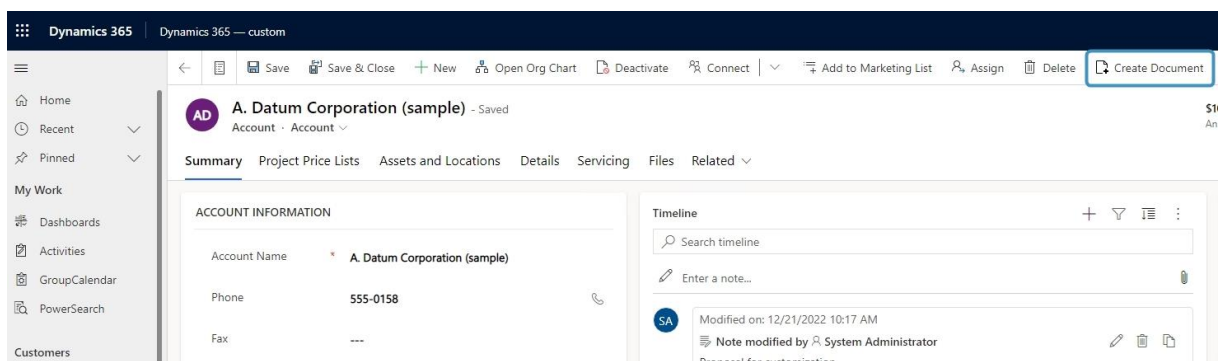 Dynamics 365 Dynamics 365 — custom
Save Save & Close New Open Org Chart Deactivate Connect Add to Marketing List Assign Delete Create Document
Home
Recent
Pinned
My Work
Dashboards
Activities
GroupCalendar
PowerSearch
Customers
AD
A. Datum Corporation (sample) - Saved
Account · Account
Summary Project Price Lists Assets and Locations Details Servicing Files Related
ACCOUNT INFORMATION
Account Name * A. Datum Corporation (sample)
Phone 555-0158
Fax ---
Timeline
Search timeline
Enter a note...
SA
Modified on: 12/21/2022 10:17 AM
Note modified by System Administrator